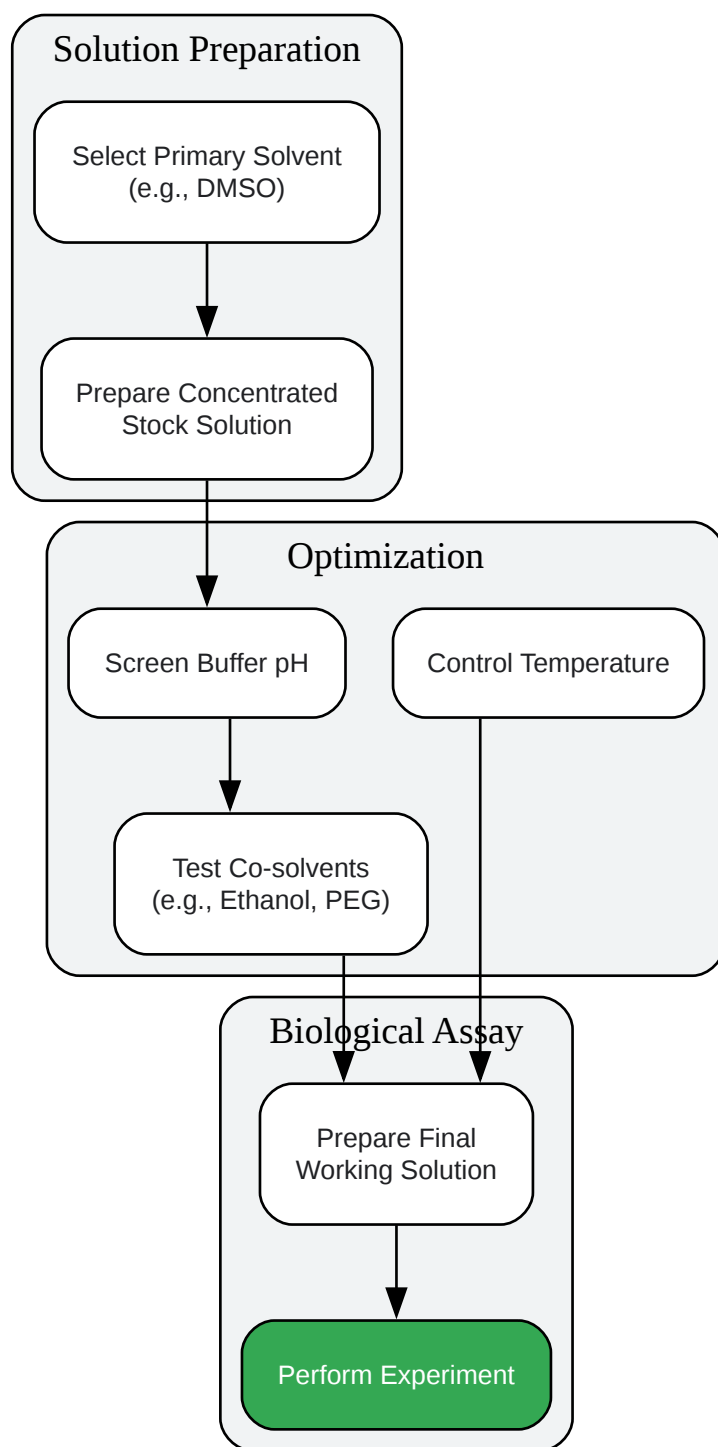 Solution Preparation
Select Primary Solvent
(e.g., DMSO)
Prepare Concentrated
Stock Solution
Optimization
Screen Buffer pH
Control Temperature
Test Co-solvents
(e.g., Ethanol, PEG)
Biological Assay
Prepare Final
Working Solution
Perform Experiment